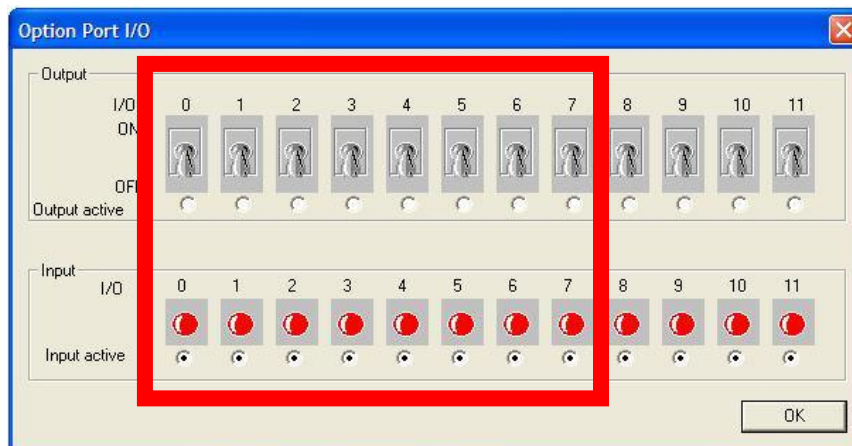 Option Port I/O
Output
I/O 0 1 2 3 4 5 6 7 8 9 10 11
ON
OFF
Output active
Input
I/O 0 1 2 3 4 5 6 7 8 9 10 11
Input active
OK